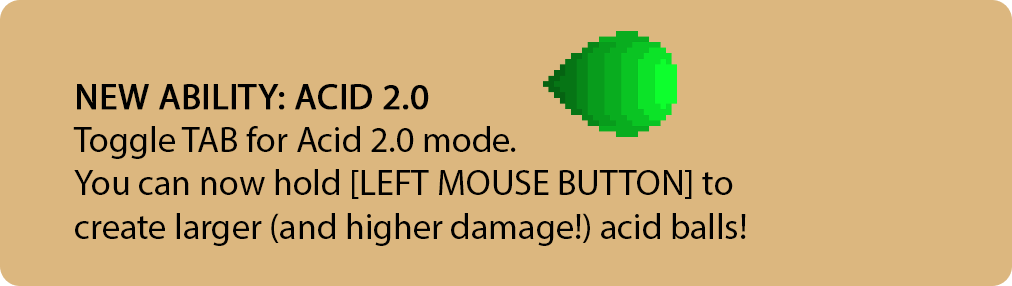 NEW ABILITY: ACID 2.0
Toggle TAB for Acid 2.0 mode.
You can now hold [LEFT MOUSE BUTTON] to
create larger (and higher damage!) acid balls!